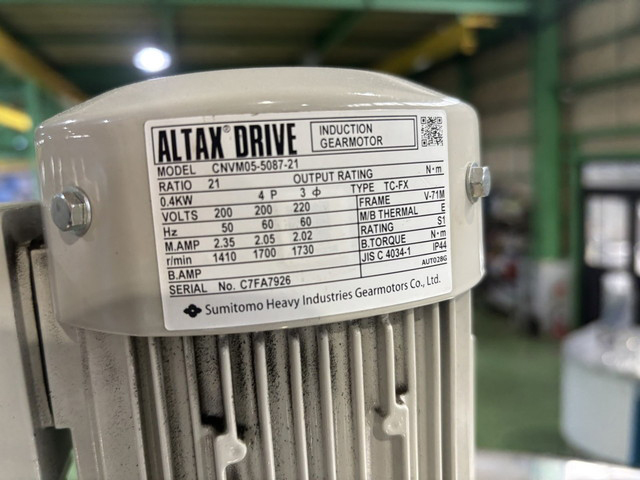 ALTAX® DRIVE INDUCTION GEARMOTOR
MODEL CNVM05-5087-21
RATIO 21 OUTPUT RATING N·m
0.4KW 4 P 3 Φ TYPE TC-FX
VOLTS 200 200 220 FRAME V-71M
Hz 50 60 60 M/B THERMAL E
M.AMP 2.35 2.05 2.02 RATING S1
r/min 1410 1700 1730 B.TORQUE N·m
B.AMP JIS C 4034-1 IP44
SERIAL No. C7FA7926 AUT028G
Sumitomo Heavy Industries Gearmotors Co., Ltd.